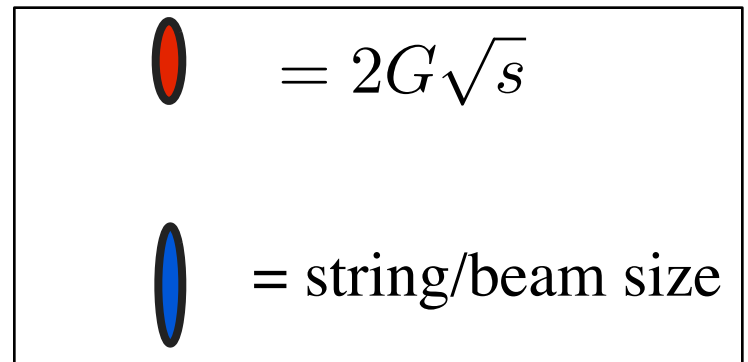 = 2G√s
= string/beam size